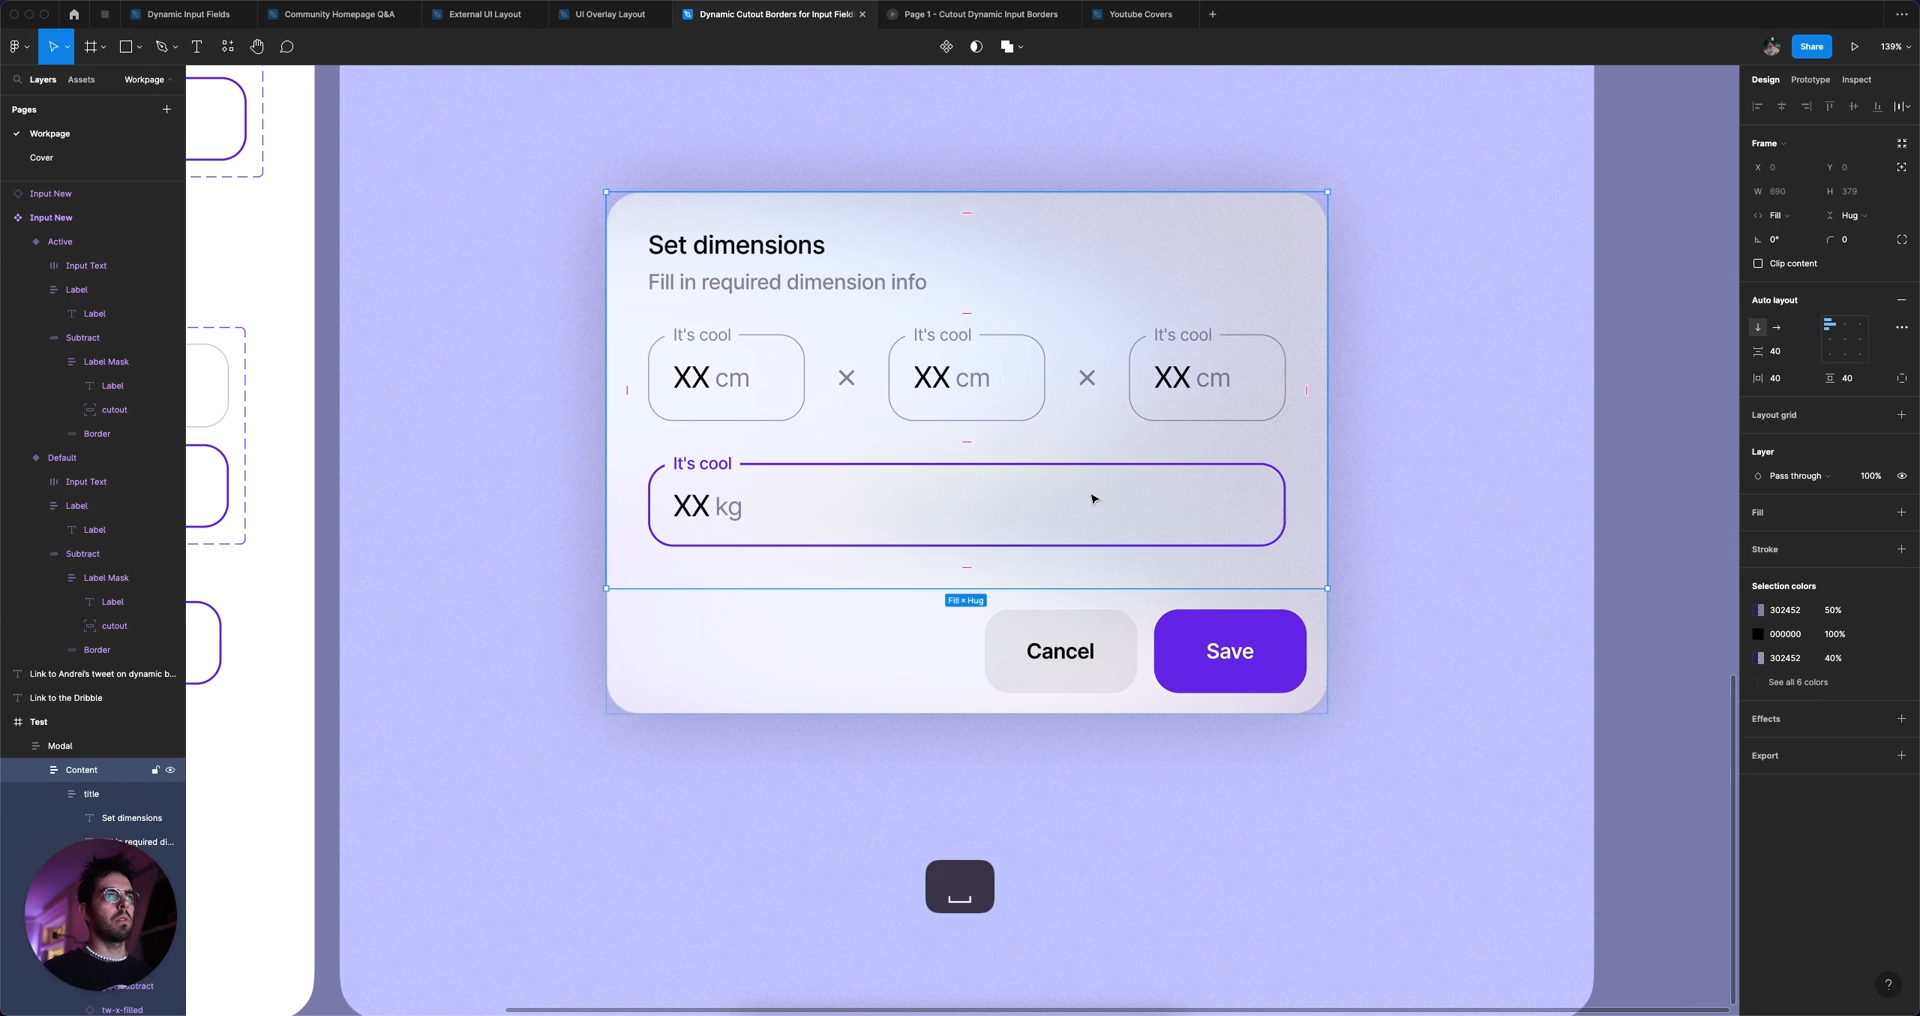 Dynamic Input Fields
Community Homepage Q&A
External UI Layout
UI Overlay Layout
Dynamic Cutout Borders for Input Field
Page 1 - Cutout Dynamic Input Borders
Youtube Covers
Share
139%
Layers
Assets
Workpage
Pages
Workpage
Cover
Input New
Input New
Active
Input Text
Label
Label
Subtract
Label Mask
Label
cutout
Border
Default
Input Text
Label
Label
Subtract
Label Mask
Label
cutout
Border
Link to Andrei's tweet on dynamic b...
Link to the Dribble
Test
Modal
Content
title
Set dimensions
required di...
tw-x-filled
Set dimensions
Fill in required dimension info
It's cool
XX cm
It's cool
XX cm
It's cool
XX cm
It's cool
XX kg
Fill × Hug
Cancel
Save
Design
Prototype
Inspect
Frame
X 0
Y 0
W 690
H 379
Fill
Hug
0°
0
Clip content
Auto layout
40
40
40
Layout grid
Layer
Pass through
100%
Fill
Stroke
Selection colors
302452 50%
000000 100%
302452 40%
See all 6 colors
Effects
Export
?